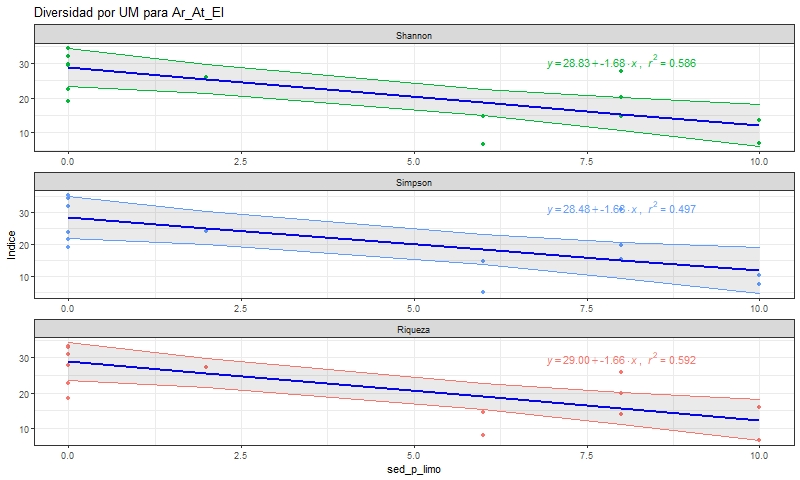 Diversidad por UM para Ar_At_El
Shannon
y = 28.83 + -1.68 · x ,  r² = 0.586
30
20
10
0.0 2.5 5.0 7.5 10.0
Simpson
y = 28.48 + -1.66 · x ,  r² = 0.497
30
20
10
0.0 2.5 5.0 7.5 10.0
Riqueza
y = 29.00 + -1.66 · x ,  r² = 0.592
30
20
10
0.0 2.5 5.0 7.5 10.0
Indice
sed_p_limo